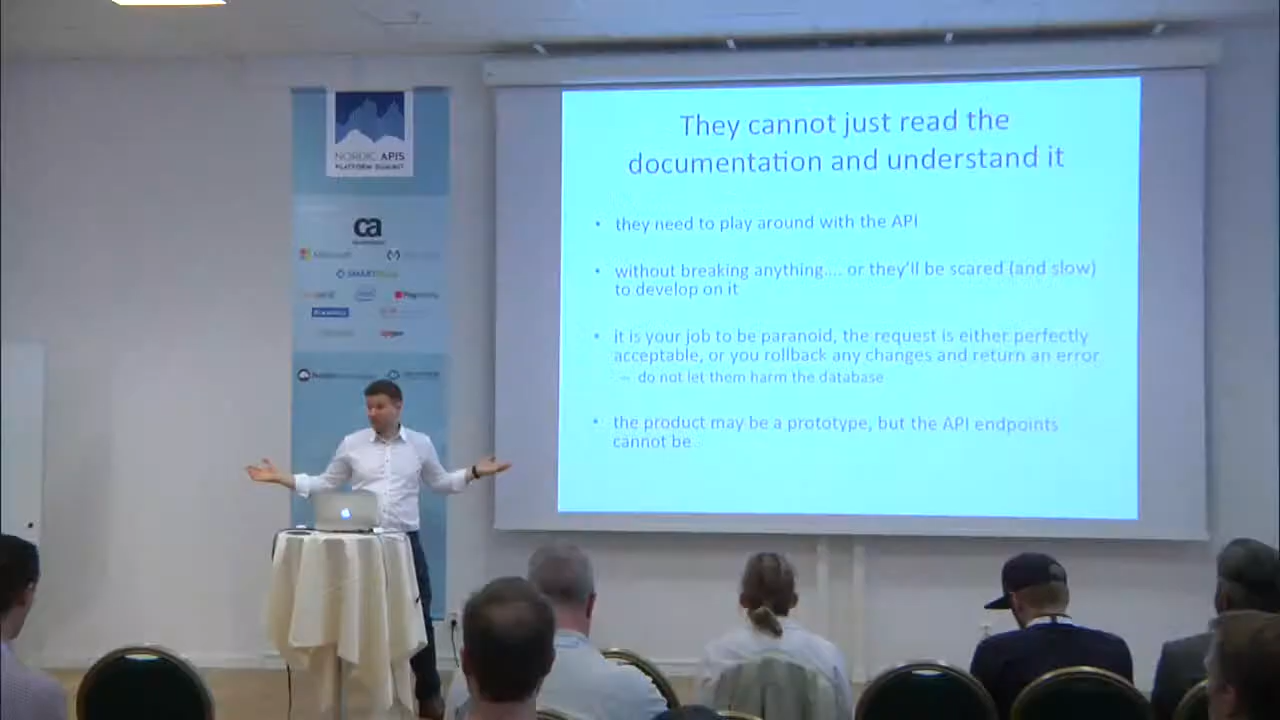 NORDIC APIS
PLATFORM SUMMIT
ca
Microsoft
They cannot just read the
documentation and understand it
• they need to play around with the API
• without breaking anything.... or they'll be scared (and slow)
to develop on it
• it is your job to be paranoid, the request is either perfectly
acceptable, or you rollback any changes and return an error
– do not let them harm the database
• the product may be a prototype, but the API endpoints
cannot be